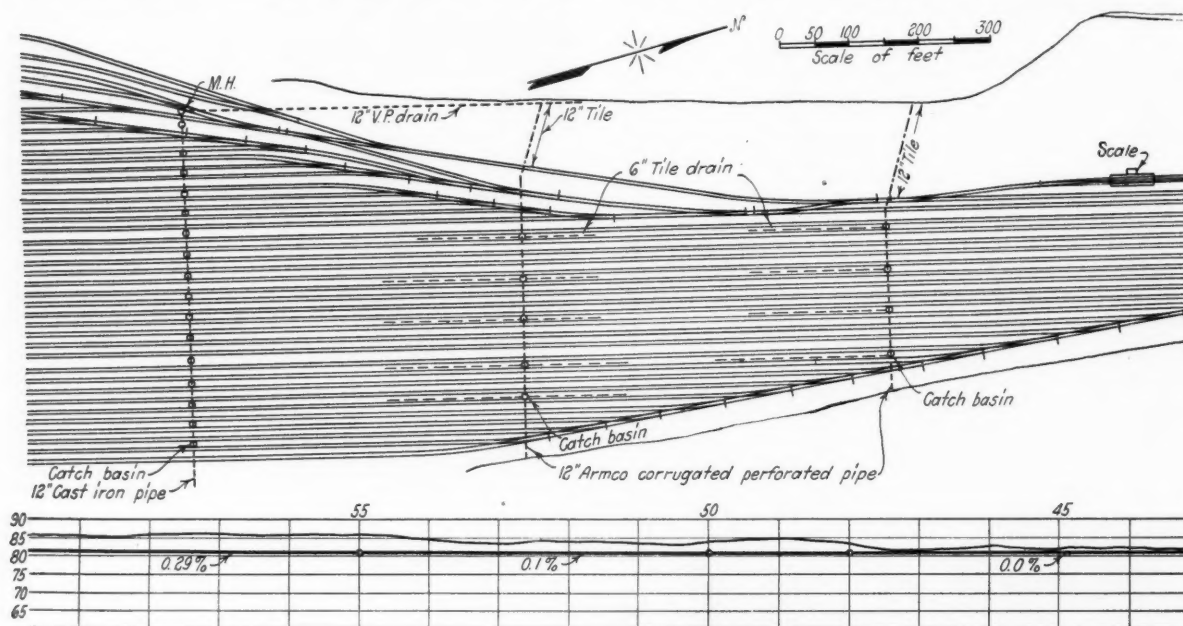 N
0 50 100 200 300
Scale of feet
M.H.
12" V.P. drain
12" Tile
6" Tile drain
12" Tile
Scale
Catch basin
Catch basin
Catch basin
12" Cast iron pipe
12" Armco corrugated perforated pipe
55 50 45
90
85
80
75
70
65
0.29%
0.1%
0.0%